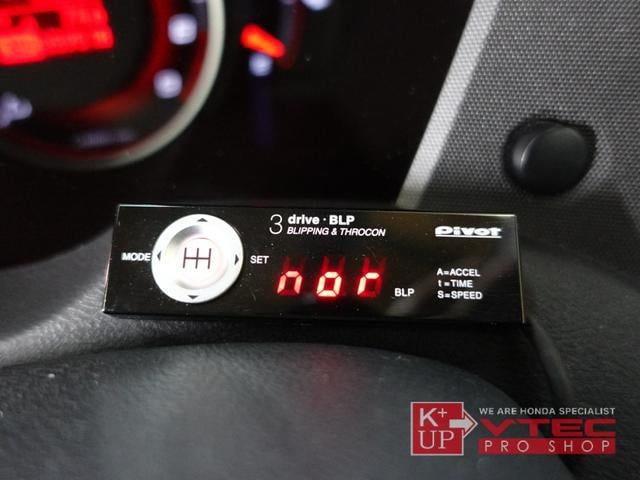 3 drive · BLP
BLIPPING & THROCON
Pivot
MODE
SET
nor
BLP
A=ACCEL
t=TIME
S=SPEED
K+
UP
WE ARE HONDA SPECIALIST
VTEC
PRO SHOP